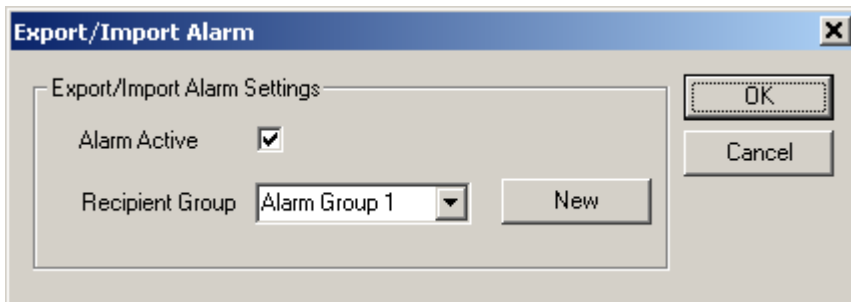 Export/Import Alarm
Export/Import Alarm Settings
OK
Alarm Active
Cancel
Recipient Group Alarm Group 1 New